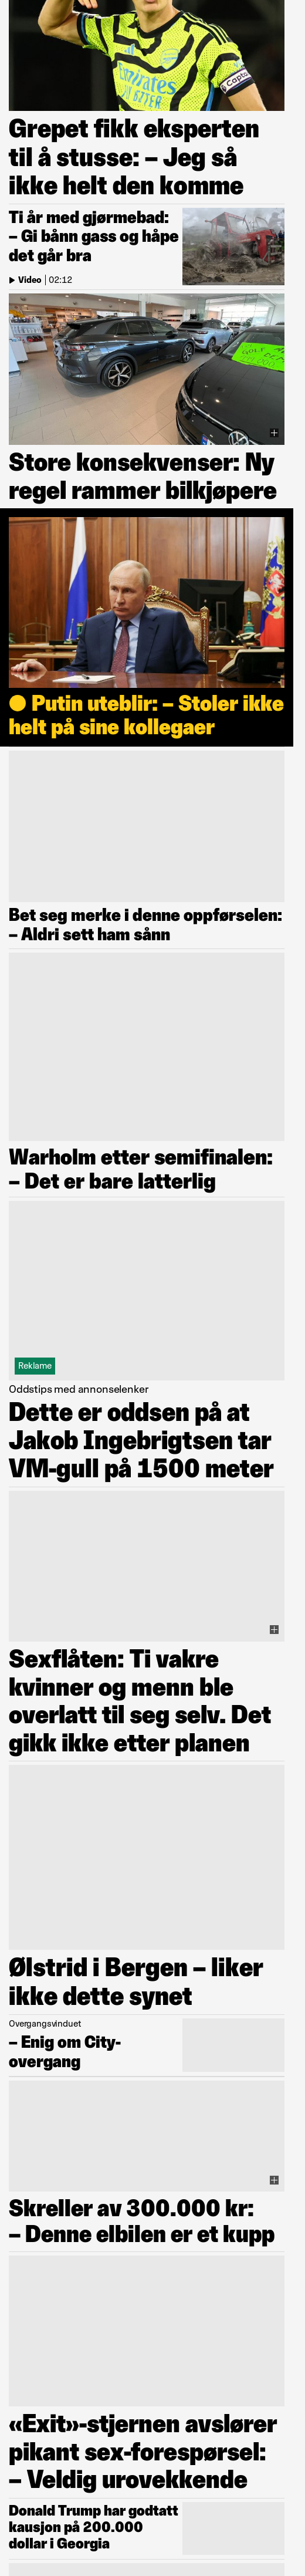 Emirates
FLY BETTER
Capta
Grepet fikk eksperten
til å stusse: – Jeg så
ikke helt den komme
Ti år med gjørmebad:
– Gi bånn gass og håpe
det går bra
Video | 02:12
Store konsekvenser: Ny
regel rammer bilkjøpere
Putin uteblir: – Stoler ikke
helt på sine kollegaer
Bet seg merke i denne oppførselen:
– Aldri sett ham sånn
Warholm etter semifinalen:
– Det er bare latterlig
Reklame
Oddstips med annonselenker
Dette er oddsen på at
Jakob Ingebrigtsen tar
VM-gull på 1500 meter
Sexflåten: Ti vakre
kvinner og menn ble
overlatt til seg selv. Det
gikk ikke etter planen
Ølstrid i Bergen – liker
ikke dette synet
Overgangsvinduet
– Enig om City-
overgang
Skreller av 300.000 kr:
– Denne elbilen er et kupp
«Exit»-stjernen avslører
pikant sex-forespørsel:
– Veldig urovekkende
Donald Trump har godtatt
kausjon på 200.000
dollar i Georgia